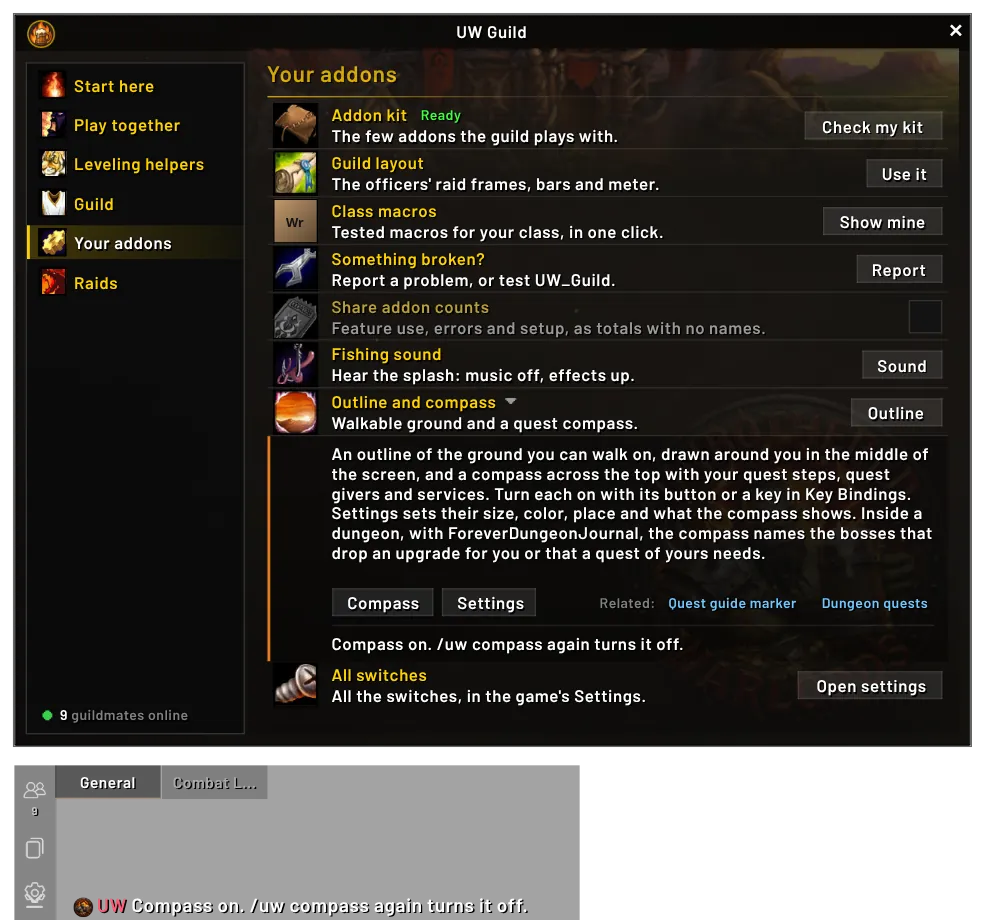 UW Guild
Start here
Play together
Leveling helpers
Guild
Your addons
Raids
9 guildmates online
Your addons
Addon kit Ready
The few addons the guild plays with.
Check my kit
Guild layout
The officers' raid frames, bars and meter.
Use it
Wr
Class macros
Tested macros for your class, in one click.
Show mine
Something broken?
Report a problem, or test UW_Guild.
Report
Share addon counts
Feature use, errors and setup, as totals with no names.
Fishing sound
Hear the splash: music off, effects up.
Sound
Outline and compass
Walkable ground and a quest compass.
Outline
An outline of the ground you can walk on, drawn around you in the middle of
the screen, and a compass across the top with your quest steps, quest
givers and services. Turn each on with its button or a key in Key Bindings.
Settings sets their size, color, place and what the compass shows. Inside a
dungeon, with ForeverDungeonJournal, the compass names the bosses that
drop an upgrade for you or that a quest of yours needs.
Compass Settings Related: Quest guide marker Dungeon quests
Compass on. /uw compass again turns it off.
All switches
All the switches, in the game's Settings.
Open settings
General Combat L...
9
UW Compass on. /uw compass again turns it off.